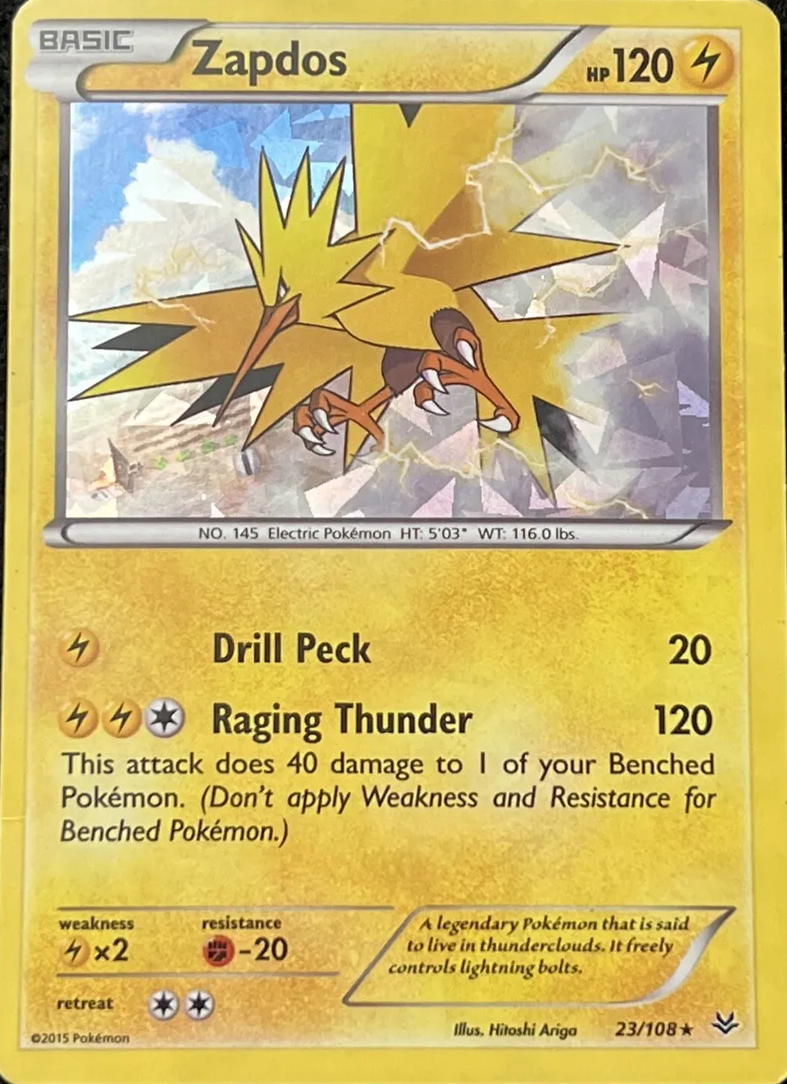 BASIC
Zapdos HP120
NO. 145 Electric Pokémon HT: 5'03" WT: 116.0 lbs.
Drill Peck 20
Raging Thunder 120
This attack does 40 damage to 1 of your Benched
Pokémon. (Don't apply Weakness and Resistance for
Benched Pokémon.)
weakness resistance
×2 -20
A legendary Pokémon that is said
to live in thunderclouds. It freely
controls lightning bolts.
retreat
©2015 Pokémon
Illus. Hitoshi Ariga 23/108★